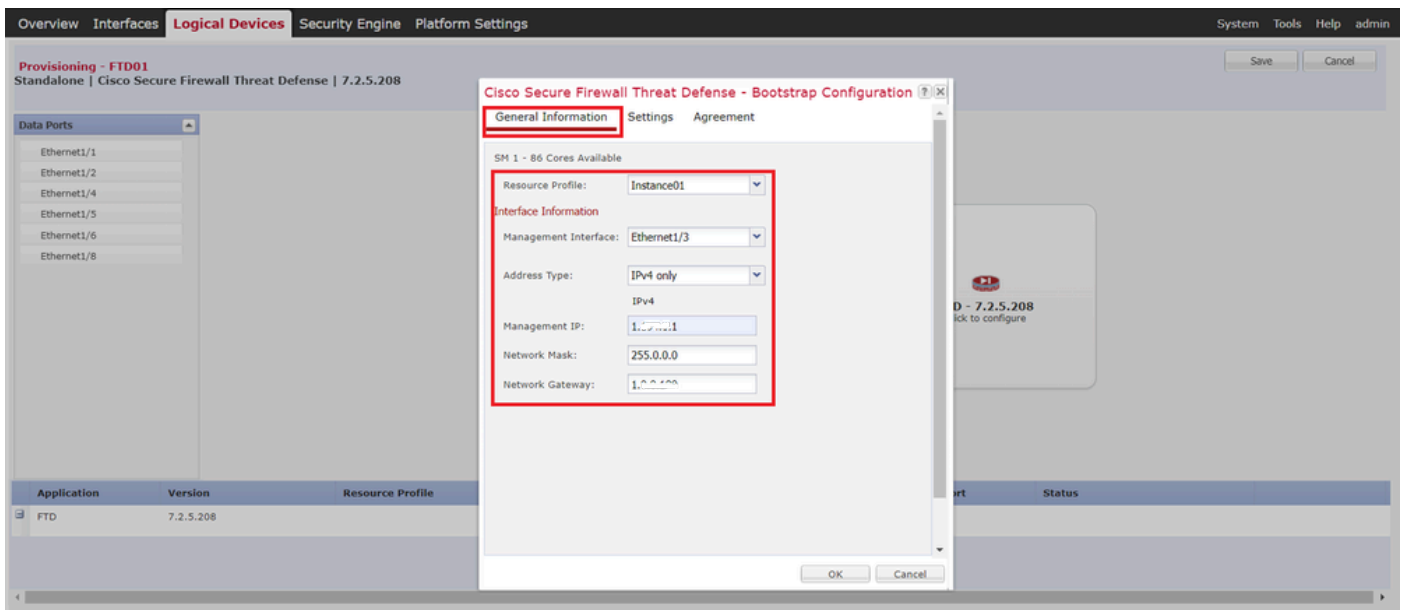 Overview Interfaces Logical Devices Security Engine Platform Settings System Tools Help admin
Provisioning - FTD01
Standalone | Cisco Secure Firewall Threat Defense | 7.2.5.208
Save Cancel
Data Ports
Ethernet1/1
Ethernet1/2
Ethernet1/4
Ethernet1/5
Ethernet1/6
Ethernet1/8
Cisco Secure Firewall Threat Defense - Bootstrap Configuration
General Information Settings Agreement
SM 1 - 86 Cores Available
Resource Profile: Instance01
Interface Information
Management Interface: Ethernet1/3
Address Type: IPv4 only
IPv4
Management IP:
Network Mask: 255.0.0.0
Network Gateway:
OK Cancel
D - 7.2.5.208
ick to configure
Application Version Resource Profile ort Status
FTD 7.2.5.208